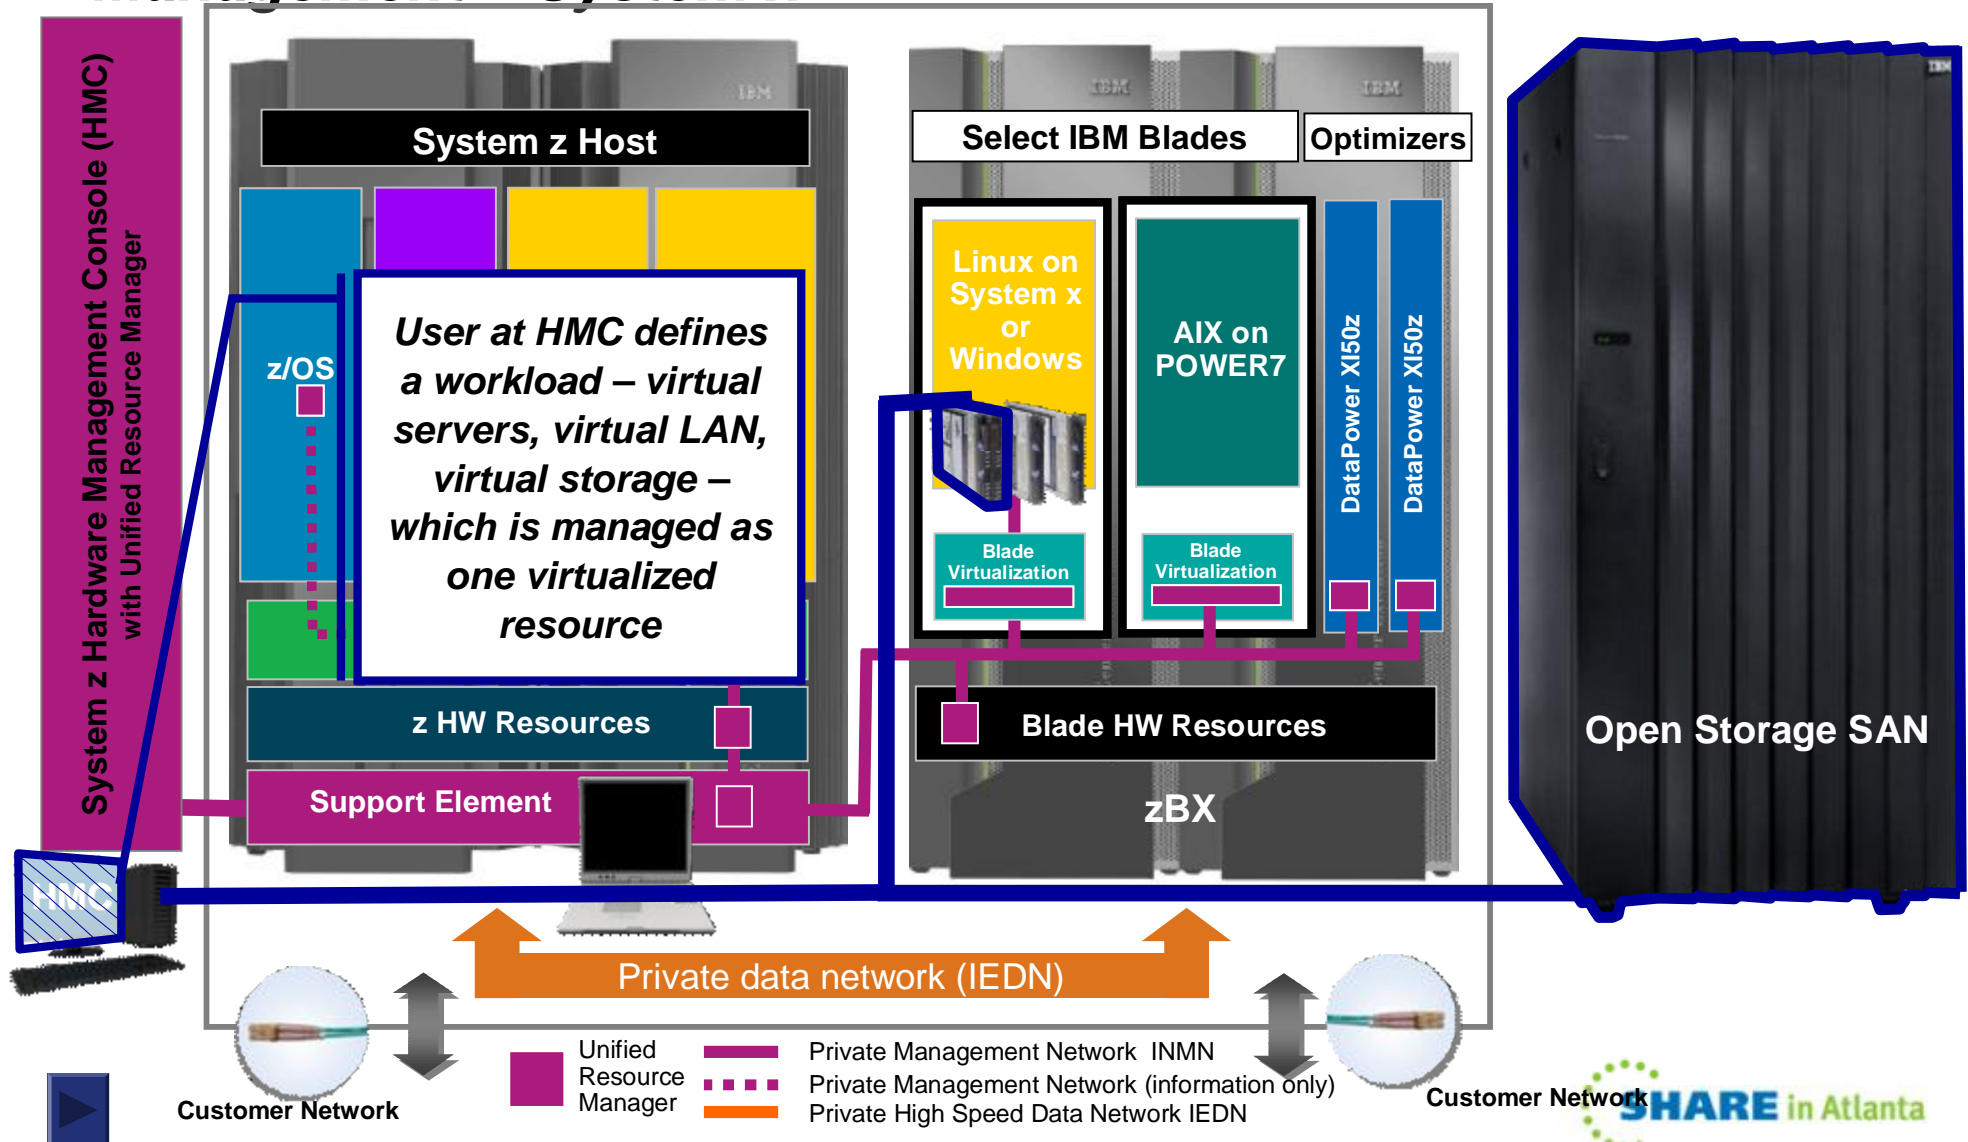 System z Hardware Management Console (HMC)
with Unified Resource Manager
IBM
System z Host
z/OS
User at HMC defines
a workload – virtual
servers, virtual LAN,
virtual storage –
which is managed as
one virtualized
resource
z HW Resources
Support Element
HMC
IBM
IBM
Select IBM Blades
Optimizers
Linux on
System x
or
Windows
AIX on
POWER7
DataPower XI50z
DataPower XI50z
Blade
Virtualization
Blade
Virtualization
Blade HW Resources
zBX
IBM
Open Storage SAN
Private data network (IEDN)
Customer Network
Unified
Resource
Manager
Private Management Network INMN
Private Management Network (information only)
Private High Speed Data Network IEDN
Customer Network
SHARE in Atlanta